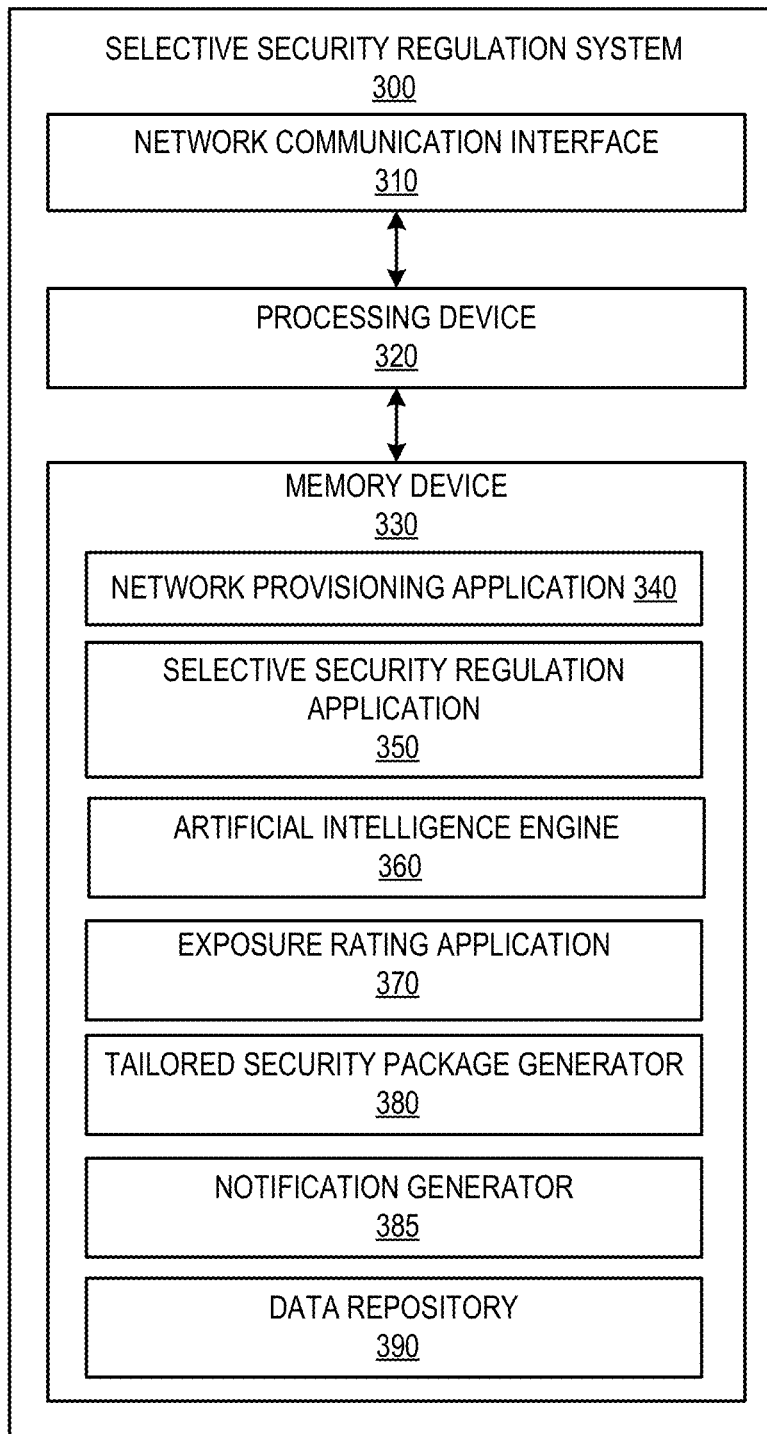 SELECTIVE SECURITY REGULATION SYSTEM
300
NETWORK COMMUNICATION INTERFACE
310
PROCESSING DEVICE
320
MEMORY DEVICE
330
NETWORK PROVISIONING APPLICATION 340
SELECTIVE SECURITY REGULATION
APPLICATION
350
ARTIFICIAL INTELLIGENCE ENGINE
360
EXPOSURE RATING APPLICATION
370
TAILORED SECURITY PACKAGE GENERATOR
380
NOTIFICATION GENERATOR
385
DATA REPOSITORY
390